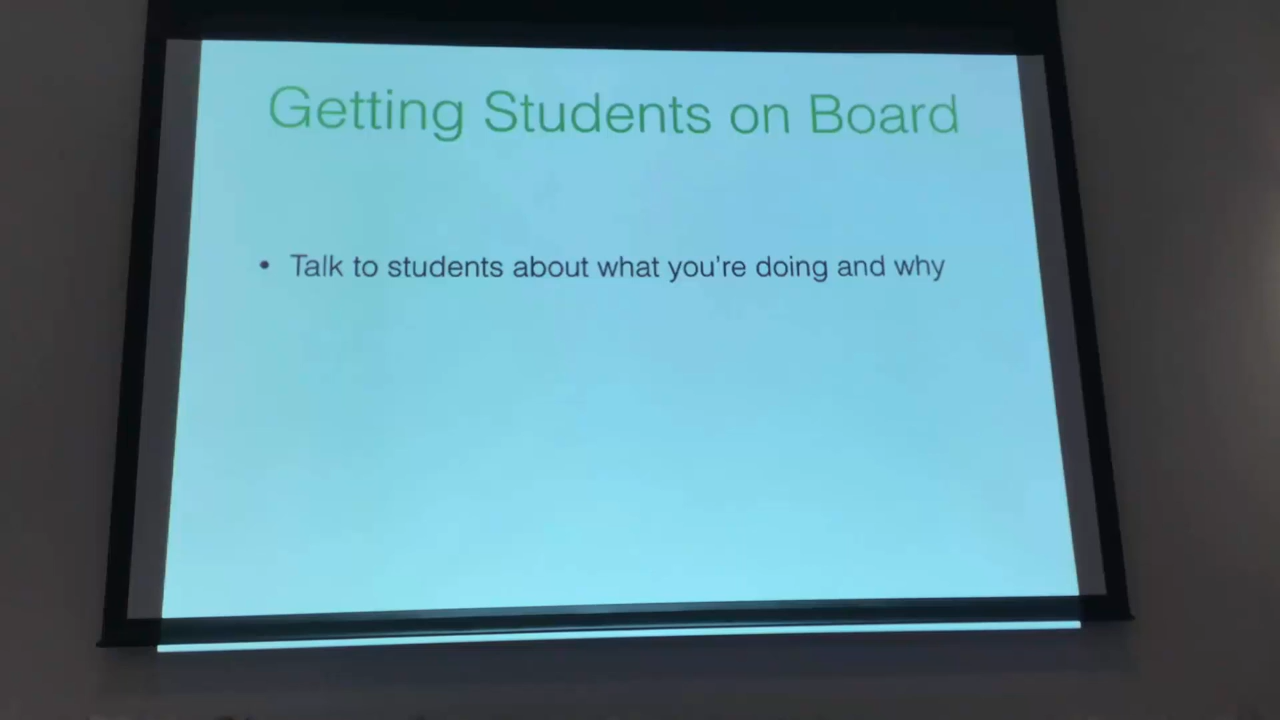 Getting Students on Board
• Talk to students about what you're doing and why